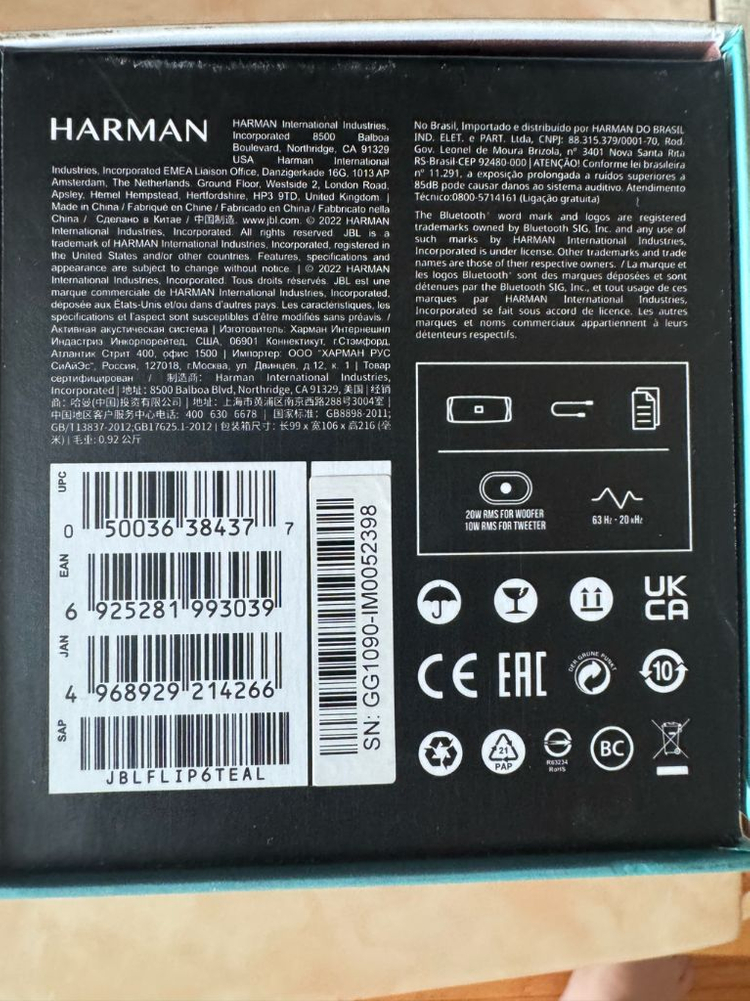 HARMAN
HARMAN International Industries,
Incorporated 8500 Balboa
Boulevard, Northridge, CA 91329
USA Harman International
Industries, Incorporated EMEA Liaison Office, Danzigerkade 16G, 1013 AP
Amsterdam, The Netherlands. Ground Floor, Westside 2, London Road,
Apsley, Hemel Hempstead, Hertfordshire, HP3 9TD, United Kingdom. |
Made in China / Fabriqué en Chine / Fabricado en China / Fabbricato nella
China / Сделано в Китае / 中国制造. www.jbl.com. © 2022 HARMAN
International Industries, Incorporated. All rights reserved JBL is a
trademark of HARMAN International Industries, Incorporated, registered in
the United States and/or other countries. Features, specifications and
appearance are subject to change without notice. | © 2022 HARMAN
International Industries, Incorporated. Tous droits réservés. JBL est une
marque commerciale de HARMAN International Industries, Incorporated,
déposée aux États-Unis et/ou dans d'autres pays. Les caractéristiques, les
spécifications et l'aspect sont susceptibles d'être modifiés sans préavis. /
Активная акустическая система | Изготовитель: Харман Интернешнл
Индастриз Инкорпорейтед, США, 06901 Коннектикут, г.Стэмфорд,
Атлантик Стрит 400, офис 1500 | Импортер: ООО "ХАРМАН РУС
СиАйЭс", Россия, 127018, г.Москва, ул. Двинцев, д.12, к. 1 | Товар
сертифицирован / 制造商: Harman International Industries,
Incorporated | 地址: 8500 Balboa Blvd, Northridge, CA 91329, 美国 | 经销
商: 哈曼(中国)投资有限公司 | 地址: 上海市黄浦区南京西路288号3004室 |
中国地区客户服务中心电话: 400 630 6678 | 国家标准: GB8898-2011;
GB/T13837-2012;GB17625.1-2012 | 包装箱尺寸: 长99 x 宽106 x 高216 (毫
米) | 毛重: 0.92 公斤
No Brasil, Importado e distribuído por HARMAN DO BRASIL
IND. ELET. e PART. Ltda, CNPJ: 88.315.379/0001-70, Rod.
Gov. Leonel de Moura Brizola, n° 3401 Nova Santa Rita
RS-Brasil-CEP 92480-000 | ATENÇÃO! Conforme lei brasileira
n° 11.291, a exposição prolongada a ruídos superiores a
85dB pode causar danos ao sistema auditivo. Atendimento
Técnico:0800-5714161 (Ligação gratuita)
The Bluetooth® word mark and logos are registered
trademarks owned by Bluetooth SIG, Inc. and any use of
such marks by HARMAN International Industries,
Incorporated is under license. Other trademarks and trade
names are those of their respective owners. / La marque et
les logos Bluetooth® sont des marques déposées et sont
détenues par the Bluetooth SIG, Inc., et tout usage de ces
marques par HARMAN International Industries,
Incorporated se fait sous accord de licence. Les autres
marques et noms commerciaux appartiennent à leurs
détenteurs respectifs.
20W RMS FOR WOOFER
10W RMS FOR TWEETER
63 Hz - 20 kHz
UPC
0 50036 38437 7
EAN
6 925281 993039
JAN
4 968929 214266
SAP
JBLFLIP6TEAL
SN: GG1090-IM0052398
UK
CA
CE
EAC
DER GRÜNE PUNKT
10
21
PAP
R63234
RoHS
BC